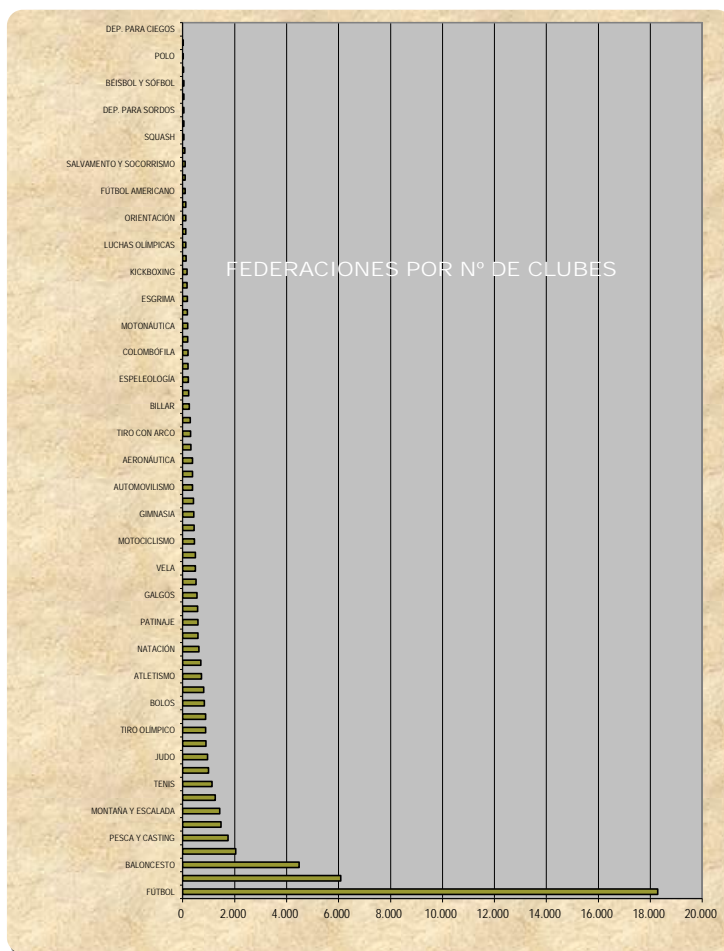 DEP. PARA CIEGOS
POLO
BÉISBOL Y SÓFBOL
DEP. PARA SORDOS
SQUASH
SALVAMENTO Y SOCORRISMO
FÚTBOL AMERICANO
ORIENTACIÓN
LUCHAS OLÍMPICAS
KICKBOXING
FEDERACIONES POR Nº DE CLUBES
ESGRIMA
MOTONÁUTICA
COLOMBÓFILA
ESPELEOLOGÍA
BILLAR
TIRO CON ARCO
AERONÁUTICA
AUTOMOVILISMO
GIMNASIA
MOTOCICLISMO
VELA
GALGOS
PATINAJE
NATACIÓN
ATLETISMO
BOLOS
TIRO OLÍMPICO
JUDO
TENIS
MONTAÑA Y ESCALADA
PESCA Y CASTING
BALONCESTO
FÚTBOL
0 2.000 4.000 6.000 8.000 10.000 12.000 14.000 16.000 18.000 20.000